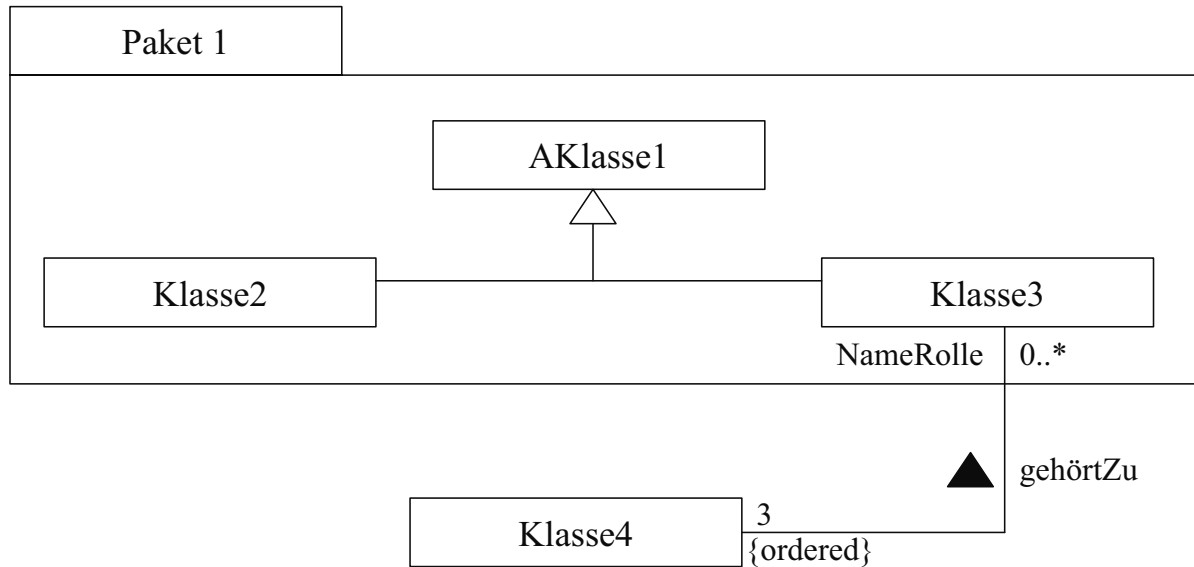 Paket 1
AKlasse1
Klasse2
Klasse3
NameRolle
0..*
gehörtZu
Klasse4
3
{ordered}